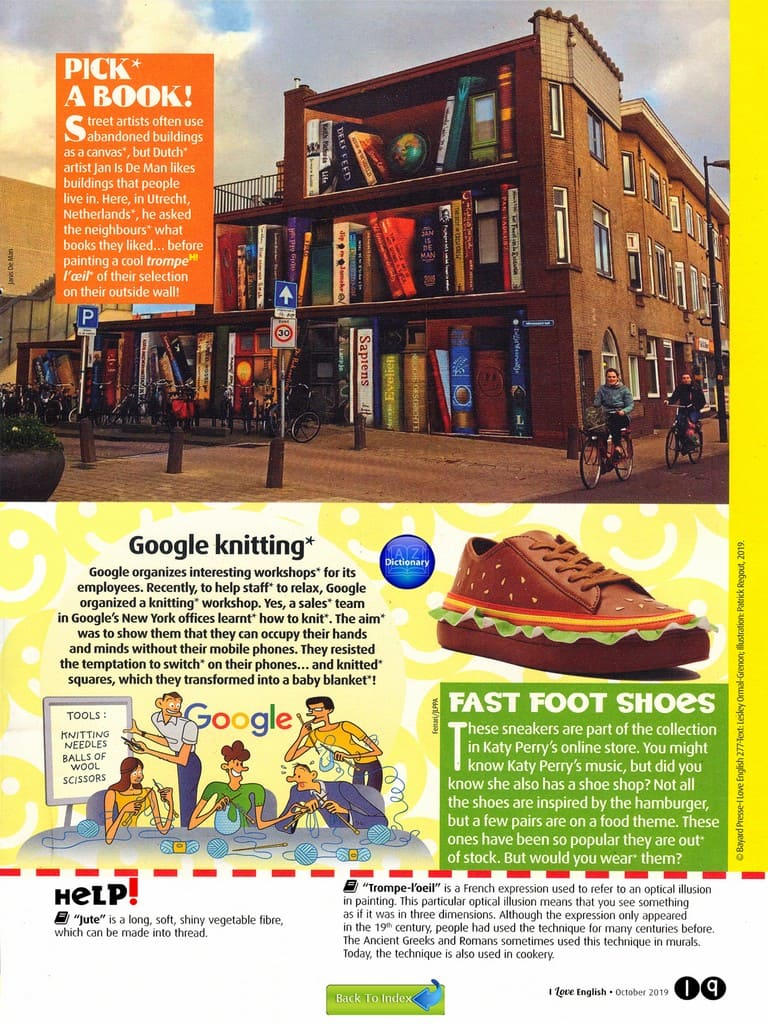 PICK*
A BOOK!
Street artists often use
abandoned buildings
as a canvas*, but Dutch*
artist Jan Is De Man likes
buildings that people
live in. Here, in Utrecht,
Netherlands*, he asked
the neighbours* what
books they liked... before
painting a cool trompe H!
l'œil* of their selection
on their outside wall!
Janis De Man
P
30
JAN
IS DE
MAN
Sapiens
Evelien
Google knitting*
Google organizes interesting workshops* for its
employees. Recently, to help staff* to relax, Google
organized a knitting* workshop. Yes, a sales* team
in Google's New York offices learnt* how to knit*. The aim*
was to show them that they can occupy their hands
and minds without their mobile phones. They resisted
the temptation to switch* on their phones... and knitted*
squares, which they transformed into a baby blanket*!
AZ
Dictionary
TOOLS:
KNITTING
NEEDLES
BALLS OF
WOOL
SCISSORS
Google
Ferrari/JLPPA
FAST FOOT SHOES
These sneakers are part of the collection
in Katy Perry's online store. You might
know Katy Perry's music, but did you
know she also has a shoe shop? Not all
the shoes are inspired by the hamburger,
but a few pairs are on a food theme. These
ones have been so popular they are out*
of stock. But would you wear* them?
© Bayard Presse-I Love English 277-Text: Lesley Ormal-Grenon; Illustration: Patrick Regout, 2019.
HELP!
"Jute" is a long, soft, shiny vegetable fibre,
which can be made into thread.
"Trompe-l'oeil" is a French expression used to refer to an optical illusion
in painting. This particular optical illusion means that you see something
as if it was in three dimensions. Although the expression only appeared
in the 19th century, people had used the technique for many centuries before.
The Ancient Greeks and Romans sometimes used this technique in murals.
Today, the technique is also used in cookery.
Back To Index
I Love English • October 2019 19